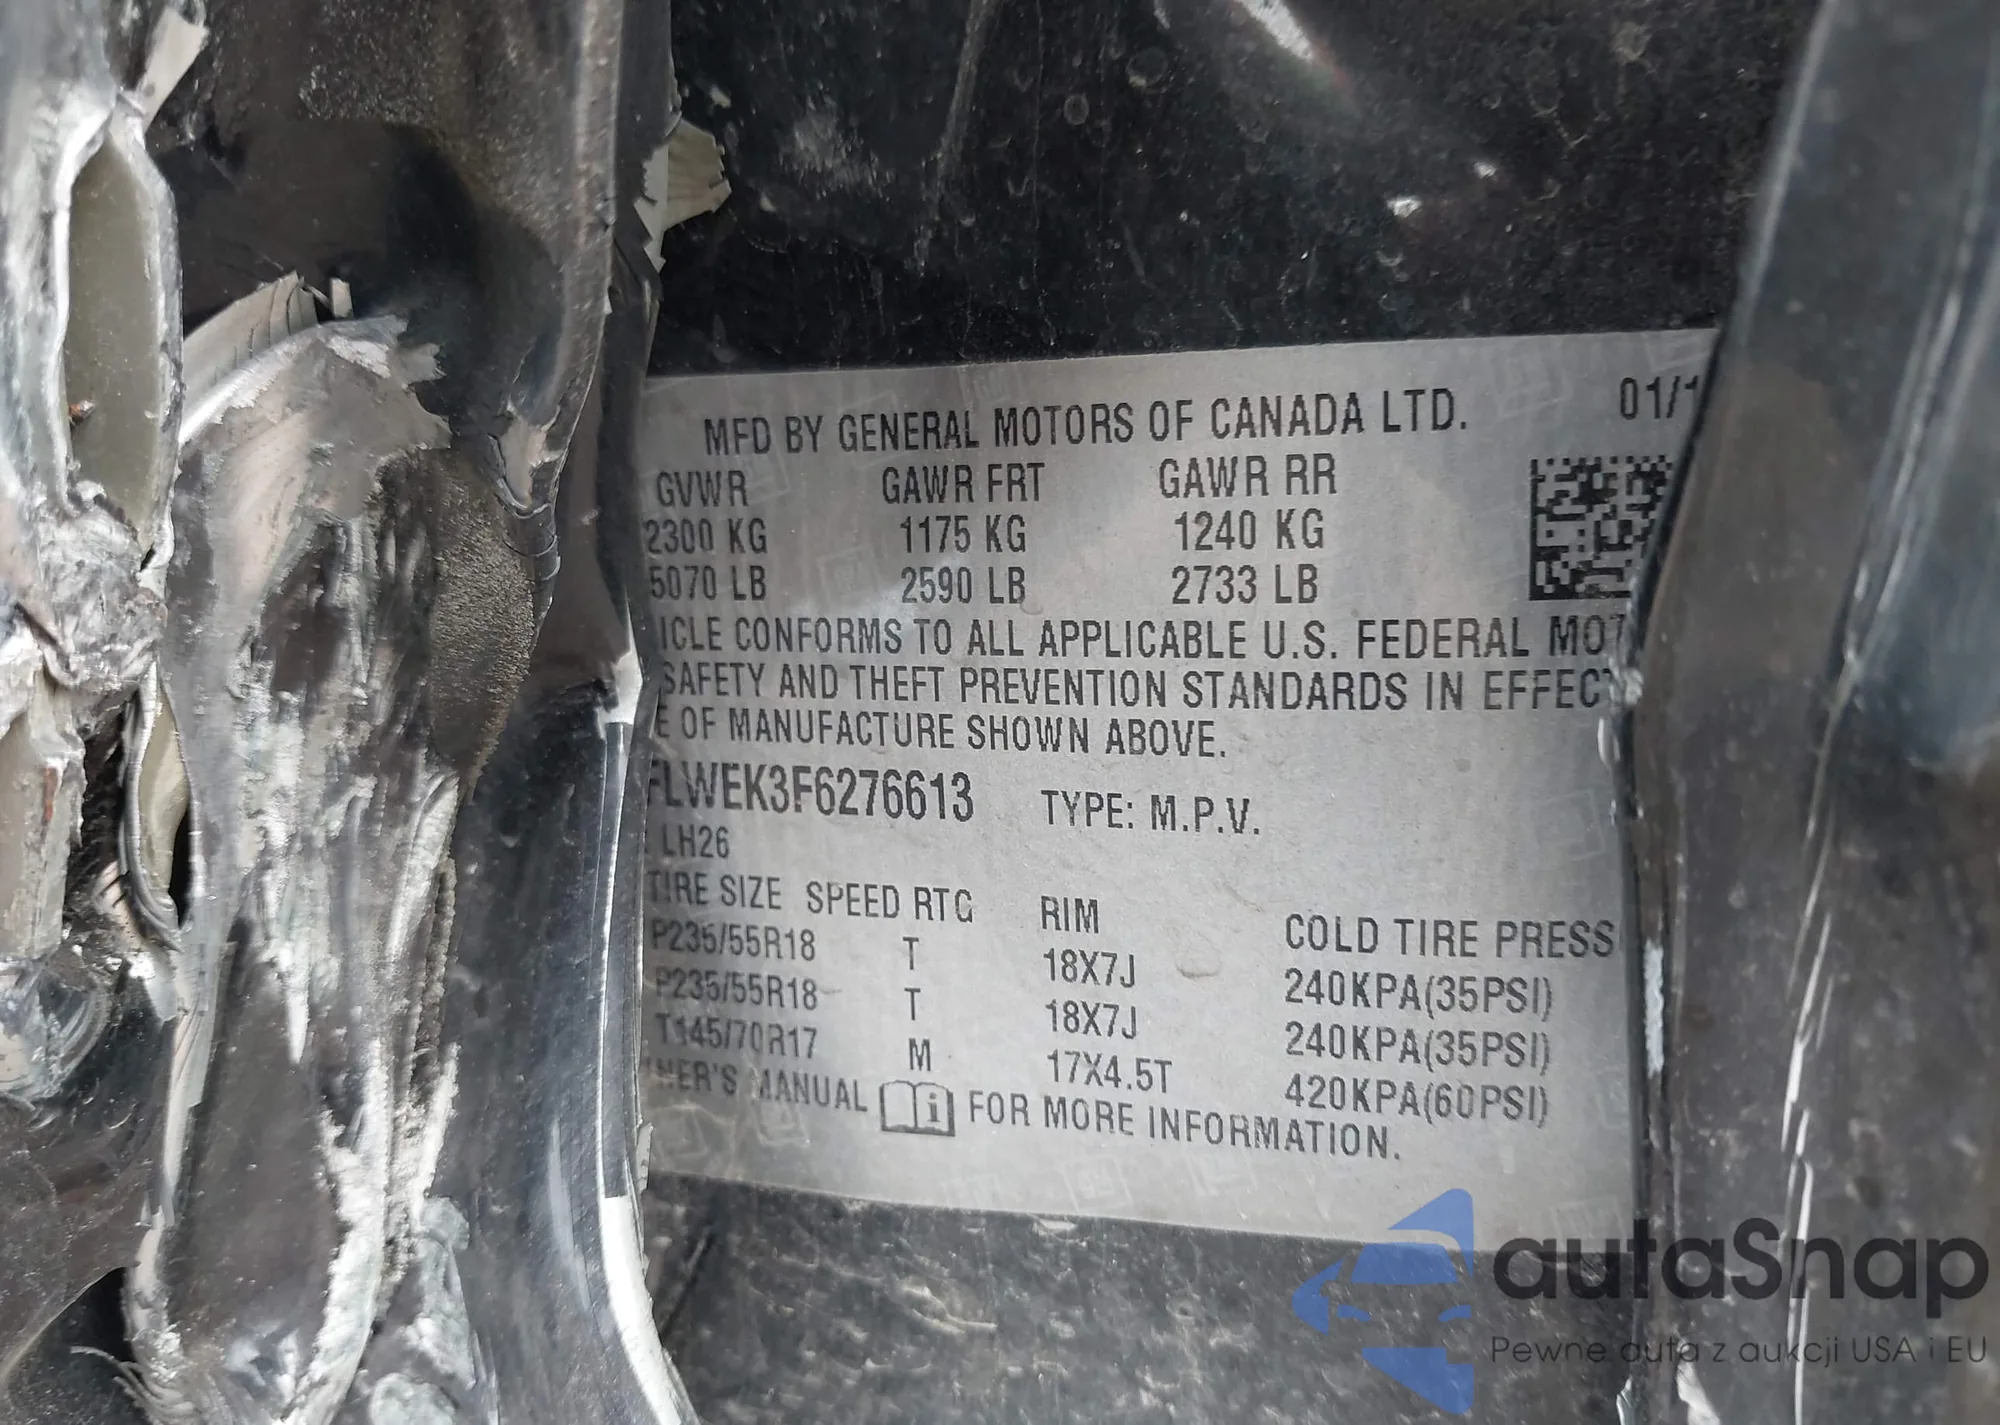 MFD BY GENERAL MOTORS OF CANADA LTD. 01/1
GVWR GAWR FRT GAWR RR
2300 KG 1175 KG 1240 KG
5070 LB 2590 LB 2733 LB
ICLE CONFORMS TO ALL APPLICABLE U.S. FEDERAL MOT
SAFETY AND THEFT PREVENTION STANDARDS IN EFFECT
E OF MANUFACTURE SHOWN ABOVE.
FLWEK3F6276613 TYPE: M.P.V.
LH26
TIRE SIZE SPEED RTG RIM COLD TIRE PRESS
P235/55R18 T 18X7J 240KPA(35PSI)
P235/55R18 T 18X7J 240KPA(35PSI)
T145/70R17 M 17X4.5T 420KPA(60PSI)
NER'S MANUAL i FOR MORE INFORMATION.
autaSnap
Pewne auta z aukcji USA i EU